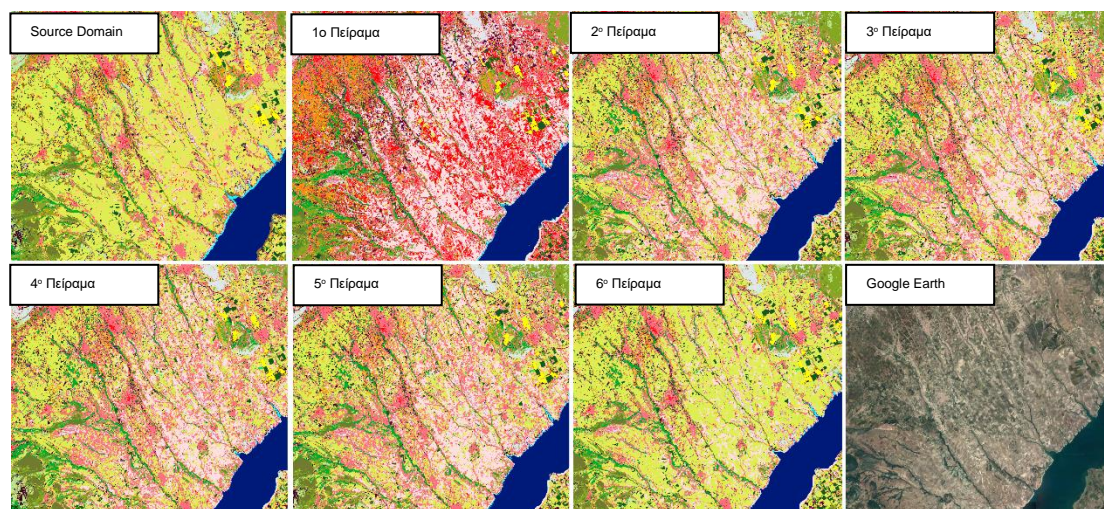 Source Domain
1ο Πείραμα
2ο Πείραμα
3ο Πείραμα
4ο Πείραμα
5ο Πείραμα
6ο Πείραμα
Google Earth